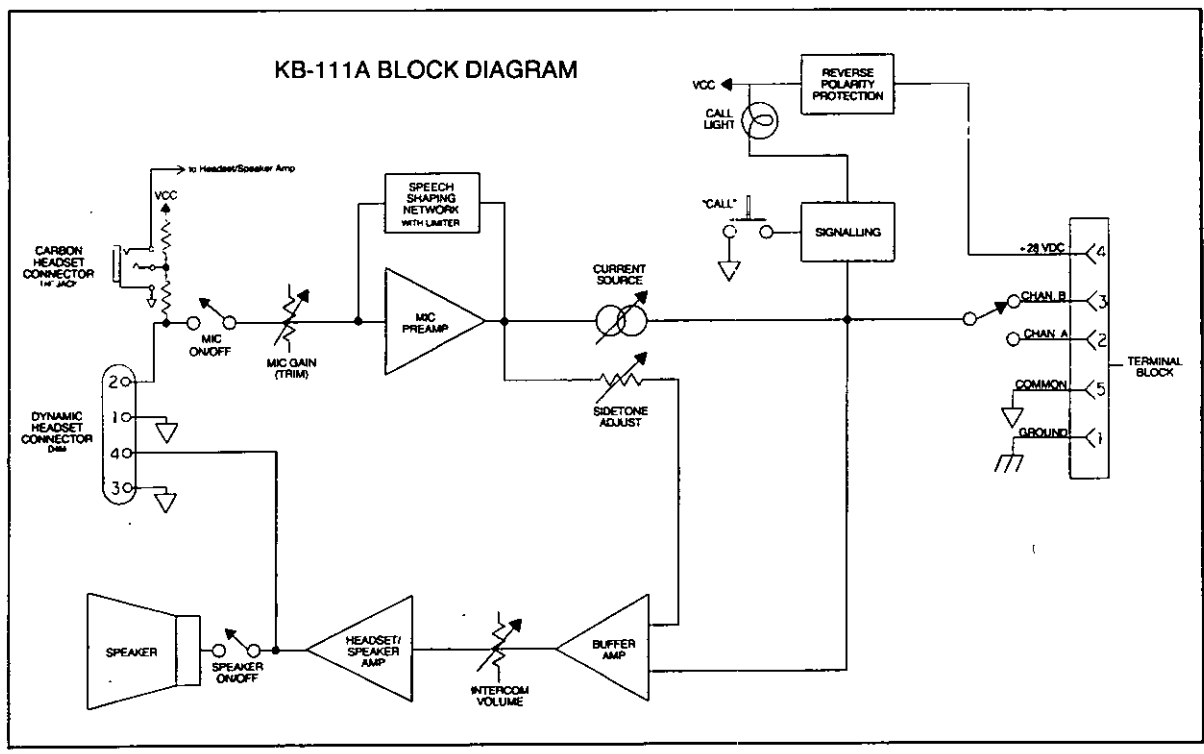 KB-111A BLOCK DIAGRAM
VCC
REVERSE
POLARITY
PROTECTION
CALL
LIGHT
to Headset/Speaker Amp
VCC
SPEECH
SHAPING
NETWORK
WITH LIMITER
"CALL"
SIGNALLING
CARBON
HEADSET
CONNECTOR
1/4" JACK
+28 VDC
4
CURRENT
SOURCE
CHAN. B
3
MIC
ON/OFF
MIC
PREAMP
MIC GAIN
(TRIM)
CHAN. A
2
TERMINAL
BLOCK
2
COMMON
5
SIDETONE
ADJUST
DYNAMIC
HEADSET
CONNECTOR
1
4
3
GROUND
1
SPEAKER
SPEAKER
ON/OFF
HEADSET/
SPEAKER
AMP
INTERCOM
VOLUME
BUFFER
AMP